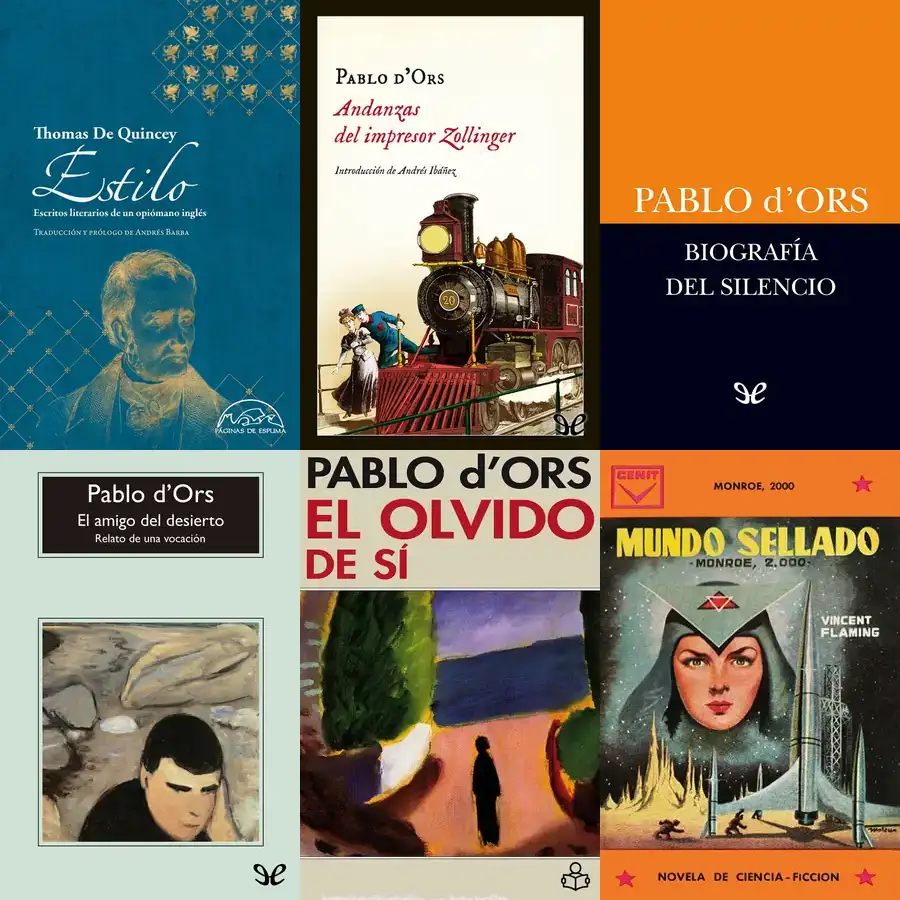 Thomas De Quincey
Estilo
Escritos literarios de un opiómano inglés
Traducción y prólogo de Andrés Barba
PÁGINAS DE ESPUMA
Pablo d'Ors
Andanzas
del impresor Zollinger
Introducción de Andrés Ibáñez
20
PABLO d'ORS
BIOGRAFÍA
DEL SILENCIO
Pablo d'Ors
El amigo del desierto
Relato de una vocación
PABLO d'ORS
EL OLVIDO
DE SÍ
CENIT
MONROE, 2000
MUNDO SELLADO
-MONROE, 2.000-
VINCENT
FLAMING
NOVELA DE CIENCIA-FICCION